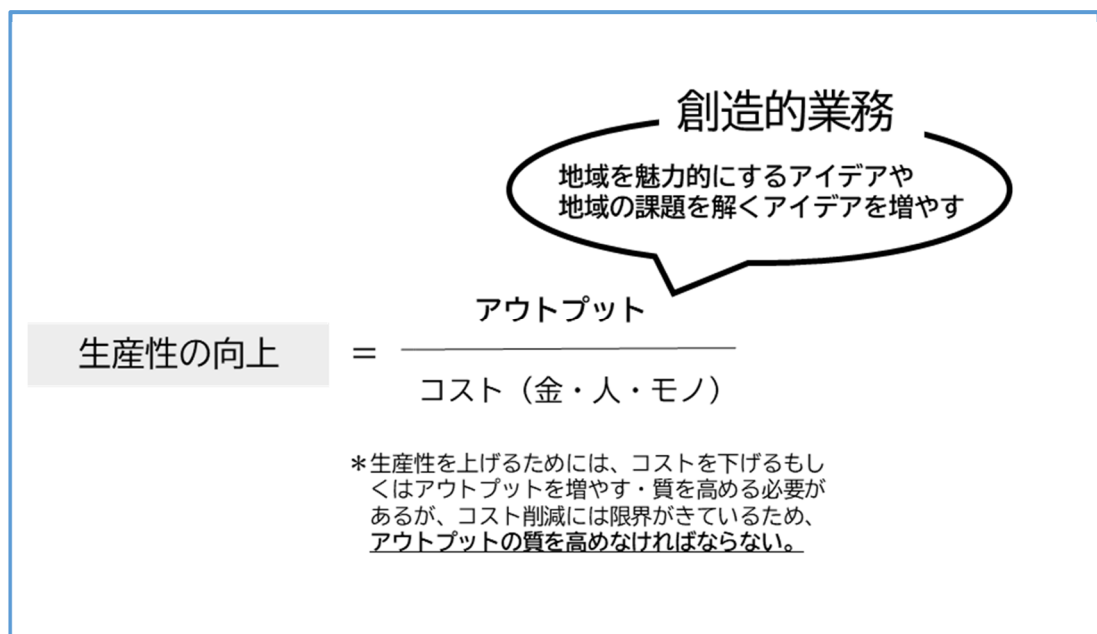 創造的業務
地域を魅力的にするアイデアや
地域の課題を解くアイデアを増やす
アウトプット
生産性の向上 =
コスト（金・人・モノ）
＊生産性を上げるためには、コストを下げるもし
くはアウトプットを増やす・質を高める必要が
あるが、コスト削減には限界がきているため、
アウトプットの質を高めなければならない。